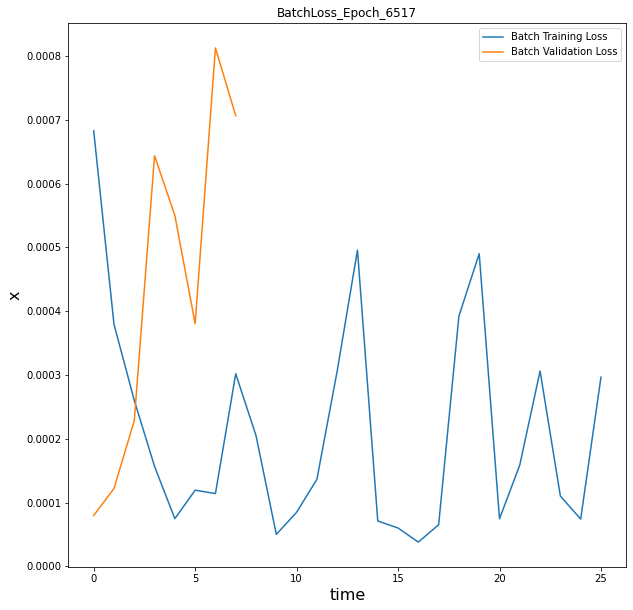 BatchLoss_Epoch_6517
Batch Training Loss
Batch Validation Loss
0.0008
0.0007
0.0006
0.0005
0.0004
0.0003
0.0002
0.0001
0.0000
x
0 5 10 15 20 25
time